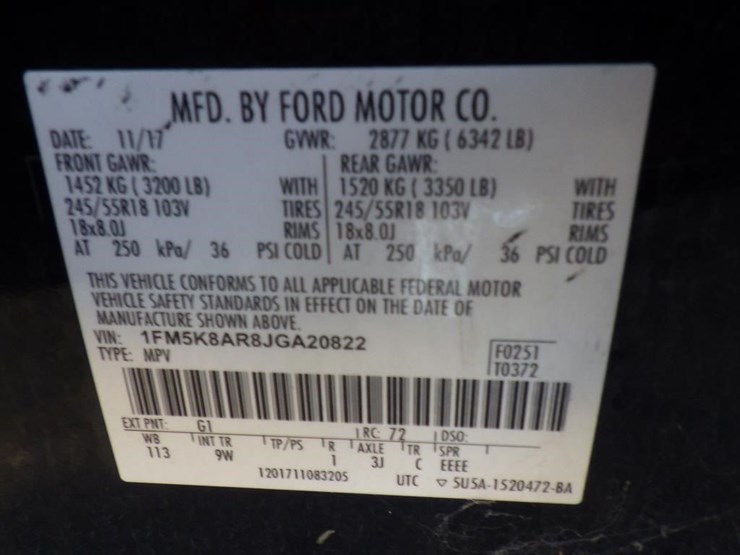 MFD. BY FORD MOTOR CO.
DATE: 11/17 GVWR: 2877 KG ( 6342 LB)
FRONT GAWR: REAR GAWR:
1452 KG ( 3200 LB) WITH 1520 KG ( 3350 LB) WITH
245/55R18 103V TIRES 245/55R18 103V TIRES
18x8.0J RIMS 18x8.0J RIMS
AT 250 kPa/ 36 PSI COLD AT 250 kPa/ 36 PSI COLD
THIS VEHICLE CONFORMS TO ALL APPLICABLE FEDERAL MOTOR
VEHICLE SAFETY STANDARDS IN EFFECT ON THE DATE OF
MANUFACTURE SHOWN ABOVE.
VIN: 1FM5K8AR8JGA20822 F0251
TYPE: MPV T0372
EXT PNT: G1 RC: 72 DSO:
WB INT TR TP/PS R AXLE TR SPR
113 9W 1 3J C EEEE
1201711083205 UTC ▽ 5U5A-1520472-BA